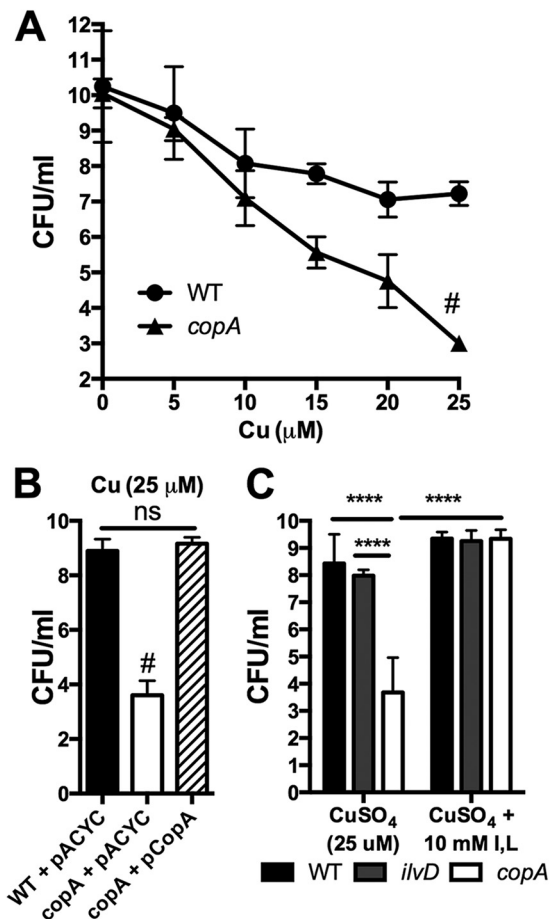 A
12
11
10
9
8
7
6
5
4
3
2
CFU/ml
WT
copA
#
0 5 10 15 20 25
Cu (μM)
B
Cu (25 μM)
ns
10
8
6
4
2
0
CFU/ml
#
WT + pACYC
copA + pACYC
copA + pCopA
C
**** ****
****
10
9
8
7
6
5
4
3
2
1
0
CFU/ml
CuSO4 CuSO4 +
(25 uM) 10 mM I,L
WT ilvD copA